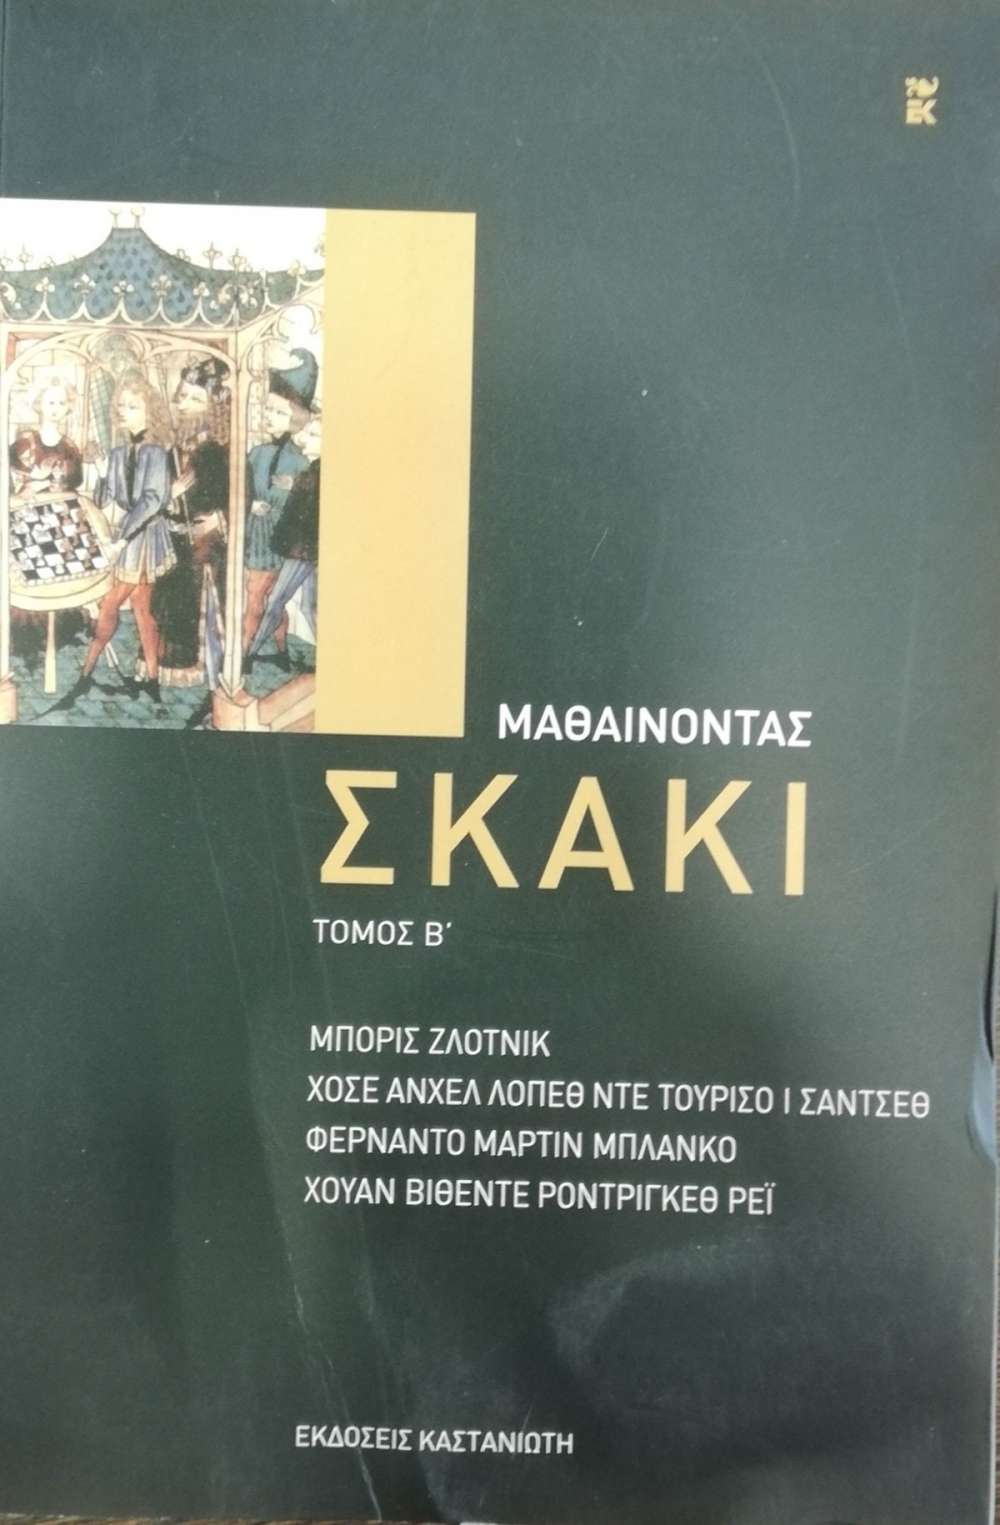 ΕΚ
ΜΑΘΑΙΝΟΝΤΑΣ
ΣΚΑΚΙ
ΤΟΜΟΣ Β΄
ΜΠΟΡΙΣ ΖΛΟΤΝΙΚ
ΧΟΣΕ ΑΝΧΕΛ ΛΟΠΕΘ ΝΤΕ ΤΟΥΡΙΣΟ Ι ΣΑΝΤΣΕΘ
ΦΕΡΝΑΝΤΟ ΜΑΡΤΙΝ ΜΠΛΑΝΚΟ
ΧΟΥΑΝ ΒΙΘΕΝΤΕ ΡΟΝΤΡΙΓΚΕΘ ΡΕΪ
ΕΚΔΟΣΕΙΣ ΚΑΣΤΑΝΙΩΤΗ